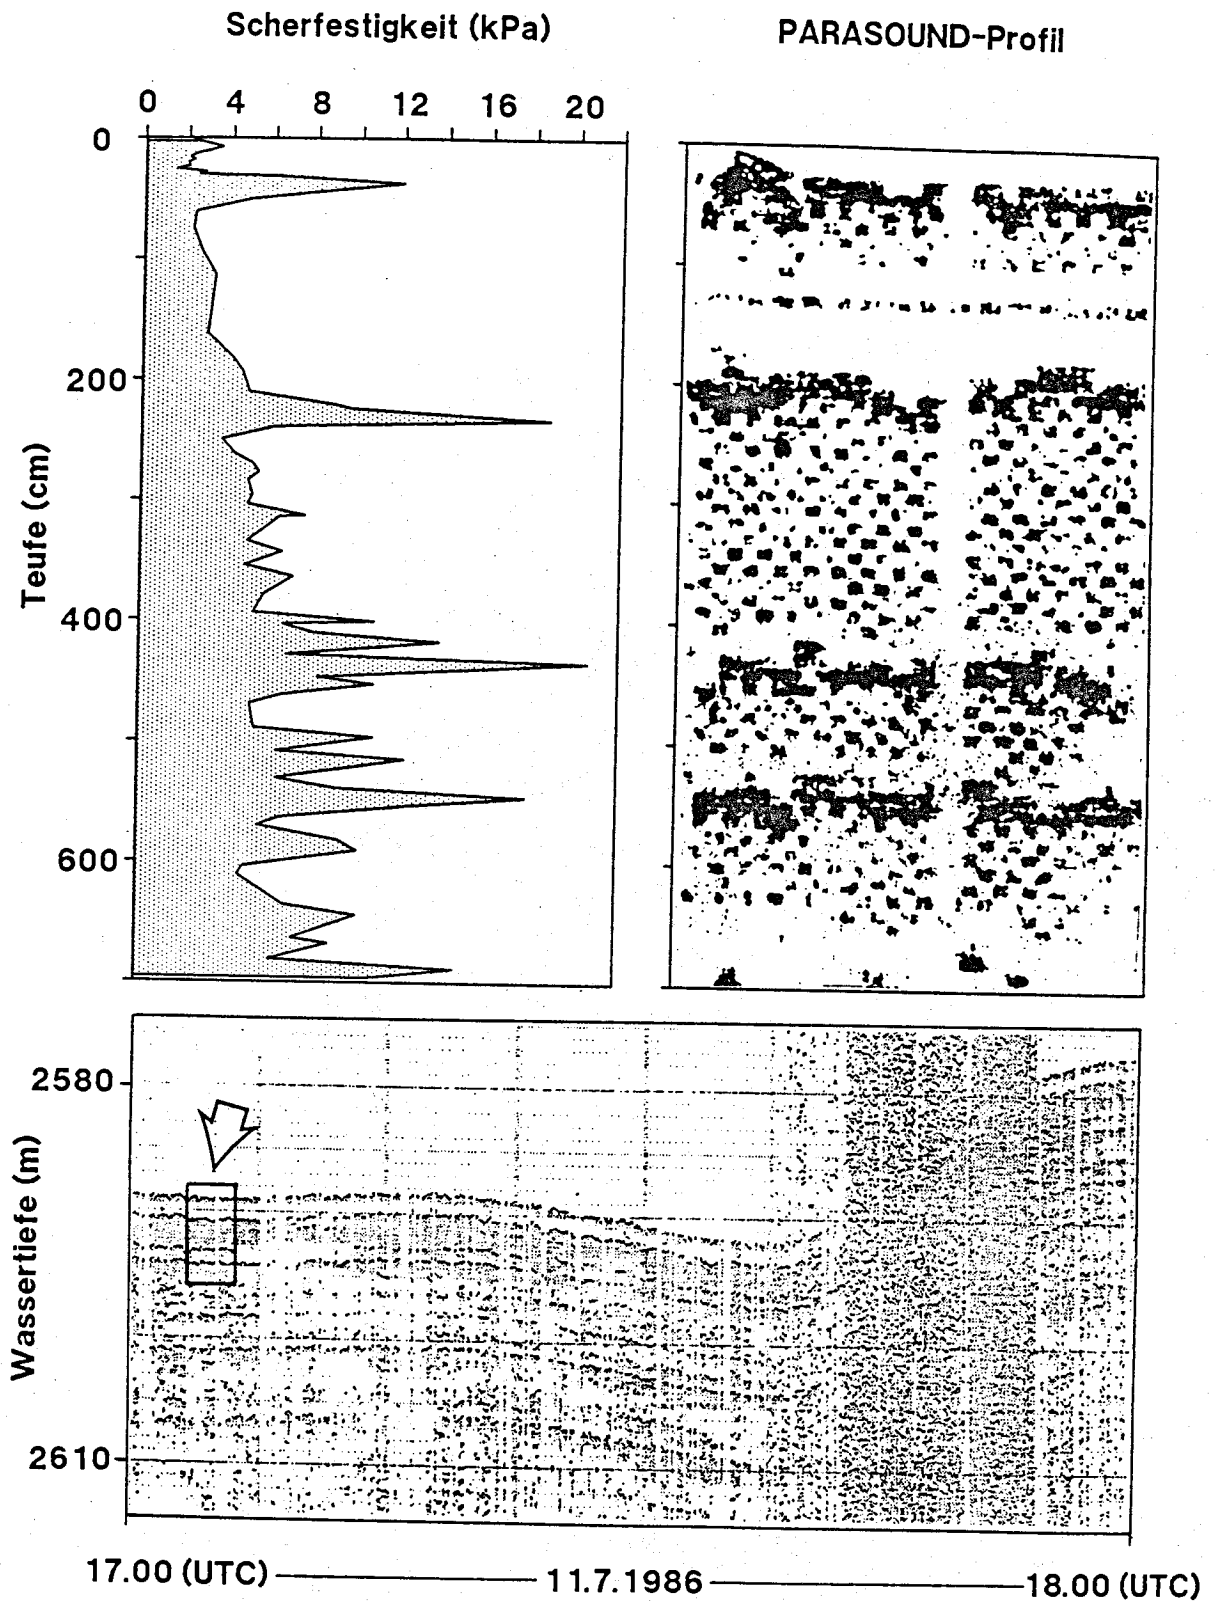 Scherfestigkeit (kPa)
PARASOUND-Profil
0 4 8 12 16 20
0
200
400
600
Teufe (cm)
2580
2610
Wassertiefe (m)
17.00 (UTC) 11.7.1986 18.00 (UTC)